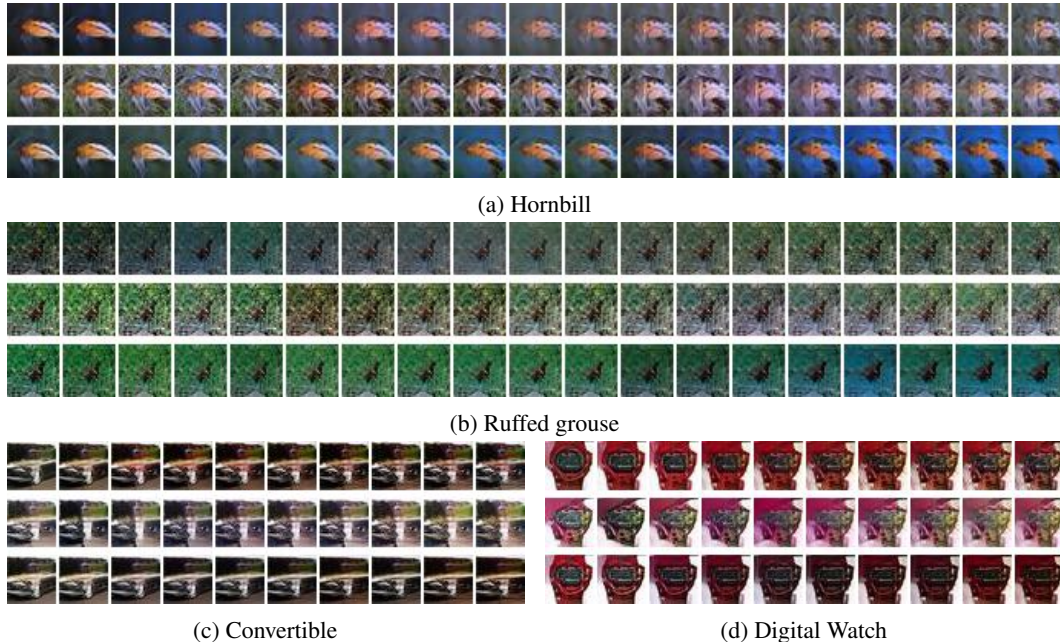 (a) Hornbill
(b) Ruffed grouse
(c) Convertible
(d) Digital Watch